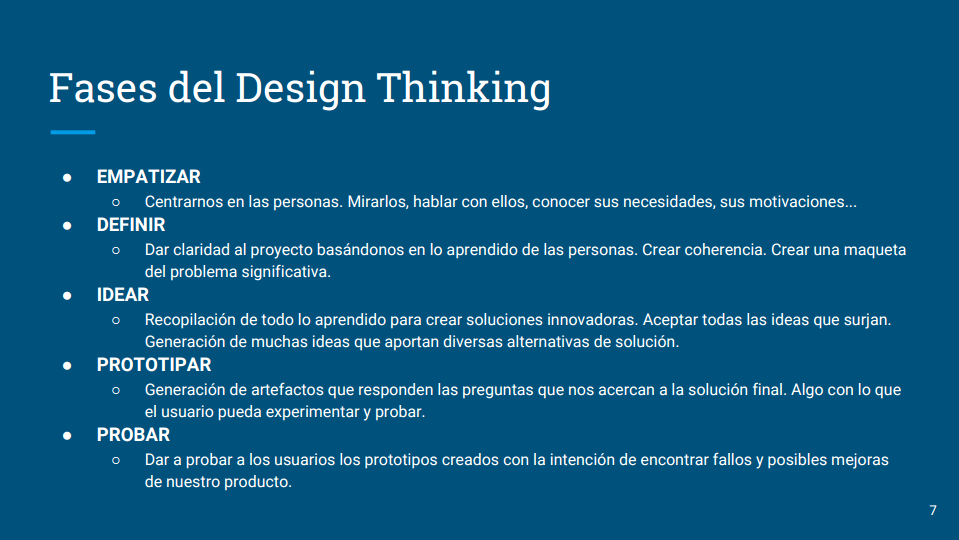 Fases del Design Thinking
● EMPATIZAR
○ Centrarnos en las personas. Mirarlos, hablar con ellos, conocer sus necesidades, sus motivaciones...
● DEFINIR
○ Dar claridad al proyecto basándonos en lo aprendido de las personas. Crear coherencia. Crear una maqueta
del problema significativa.
● IDEAR
○ Recopilación de todo lo aprendido para crear soluciones innovadoras. Aceptar todas las ideas que surjan.
Generación de muchas ideas que aportan diversas alternativas de solución.
● PROTOTIPAR
○ Generación de artefactos que responden las preguntas que nos acercan a la solución final. Algo con lo que
el usuario pueda experimentar y probar.
● PROBAR
○ Dar a probar a los usuarios los prototipos creados con la intención de encontrar fallos y posibles mejoras
de nuestro producto.
7